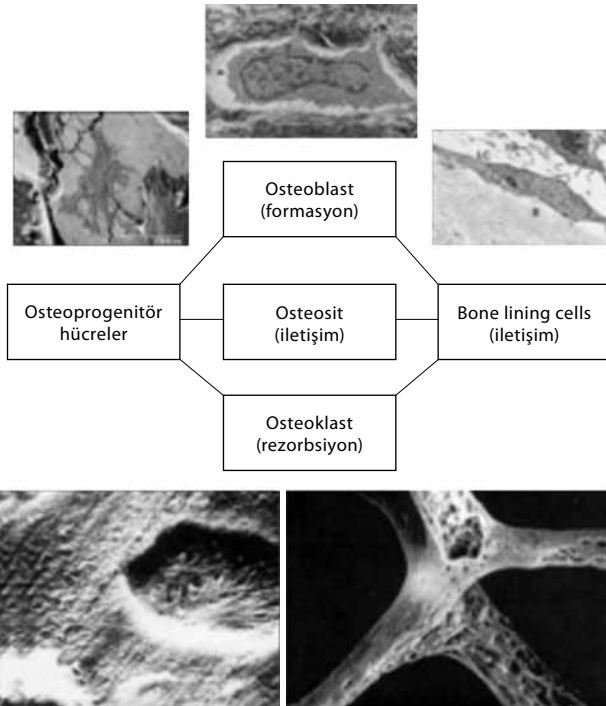 Osteoblast
(formasyon)
Osteoprogenitör
hücreler
Osteosit
(iletişim)
Bone lining cells
(iletişim)
Osteoklast
(rezorbsiyon)